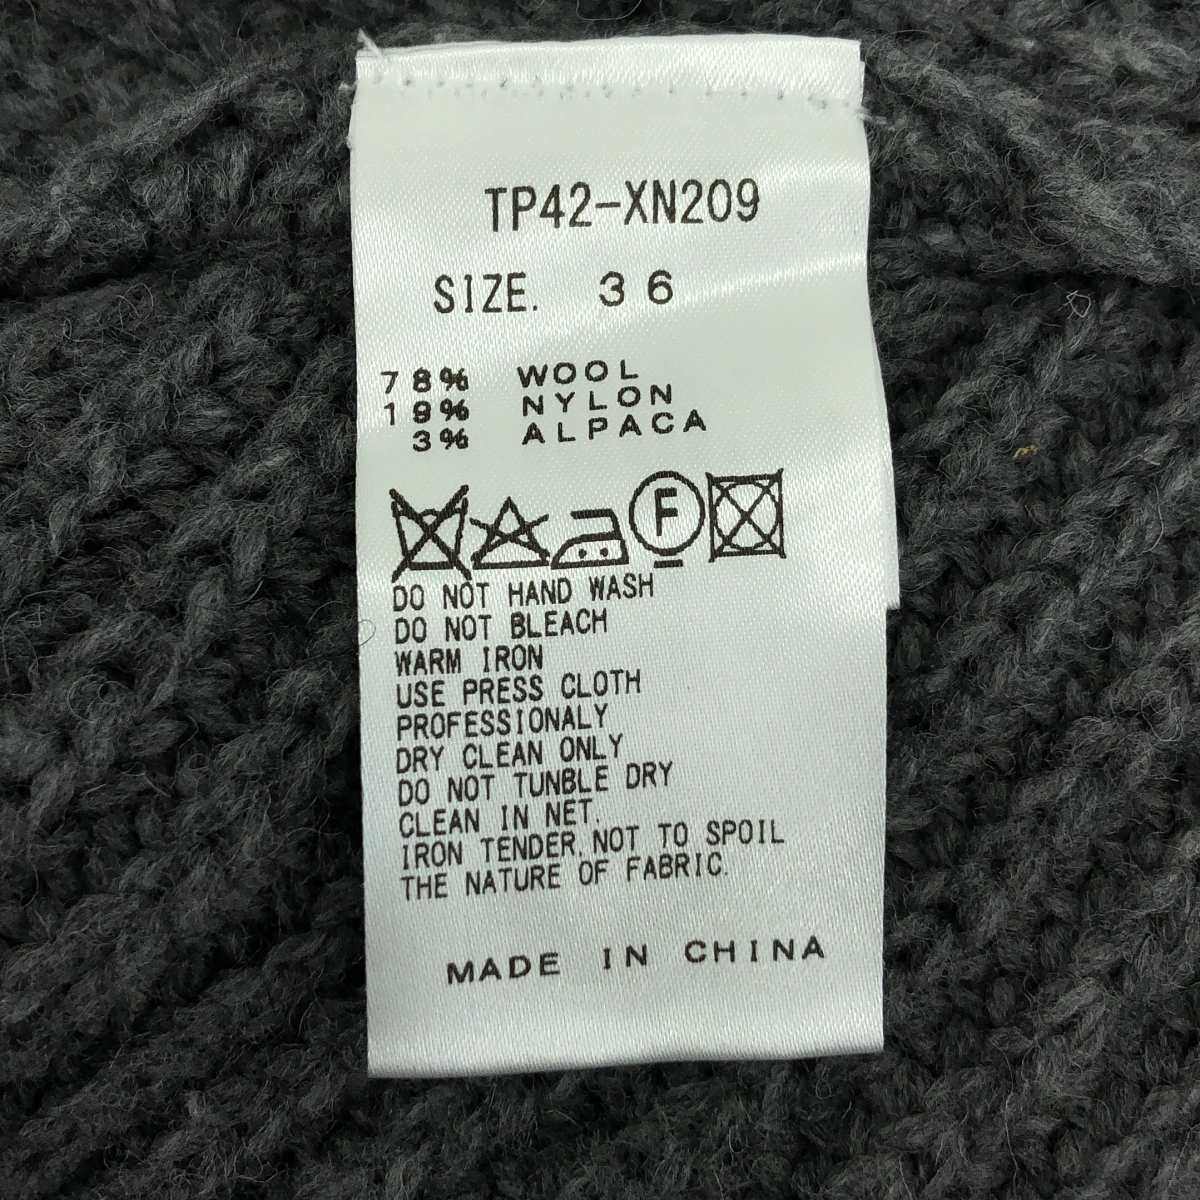 TP42-XN209
SIZE. 36
78% WOOL
19% NYLON
3% ALPACA
F
DO NOT HAND WASH
DO NOT BLEACH
WARM IRON
USE PRESS CLOTH
PROFESSIONALY
DRY CLEAN ONLY
DO NOT TUNBLE DRY
CLEAN IN NET.
IRON TENDER, NOT TO SPOIL
THE NATURE OF FABRIC.
MADE IN CHINA